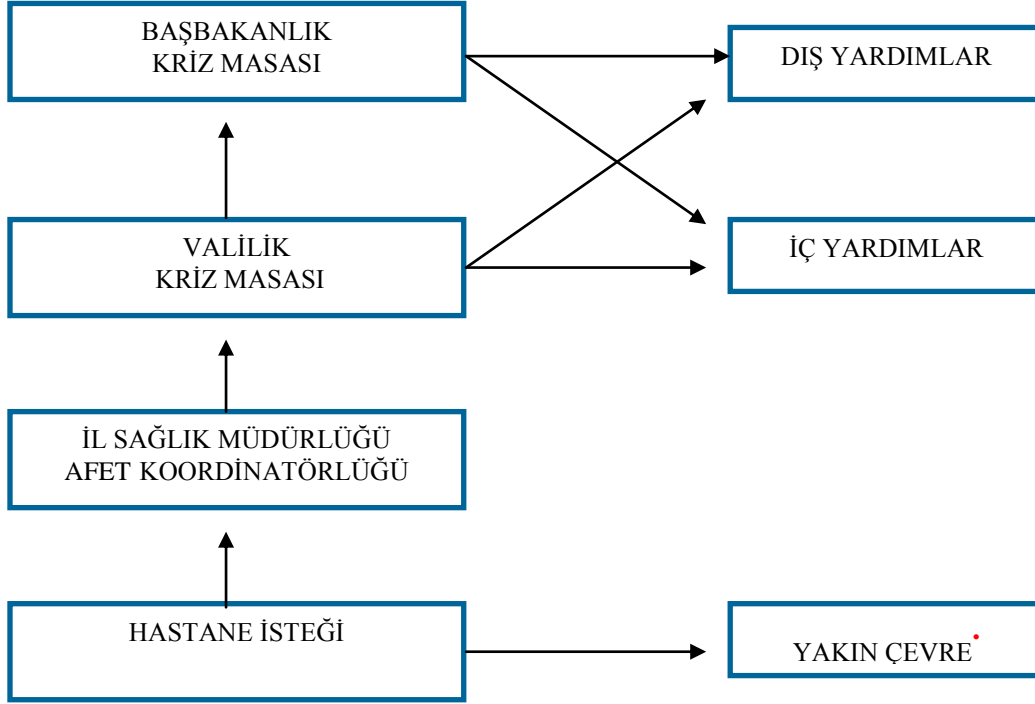 BAŞBAKANLIK
KRİZ MASASI
DIŞ YARDIMLAR
VALİLİK
KRİZ MASASI
İÇ YARDIMLAR
İL SAĞLIK MÜDÜRLÜĞÜ
AFET KOORDİNATÖRLÜĞÜ
HASTANE İSTEĞİ
YAKIN ÇEVRE•